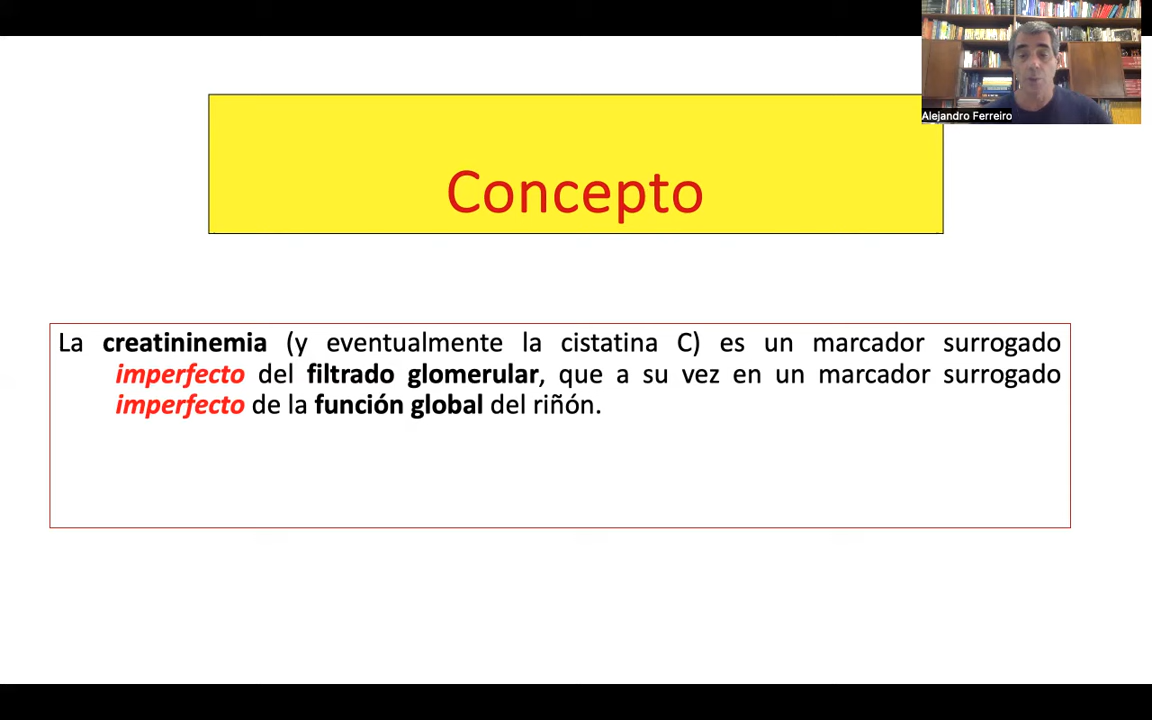 Alejandro Ferreiro
Concepto
La creatininemia (y eventualmente la cistatina C) es un marcador surrogado
imperfecto del filtrado glomerular, que a su vez en un marcador surrogado
imperfecto de la función global del riñón.